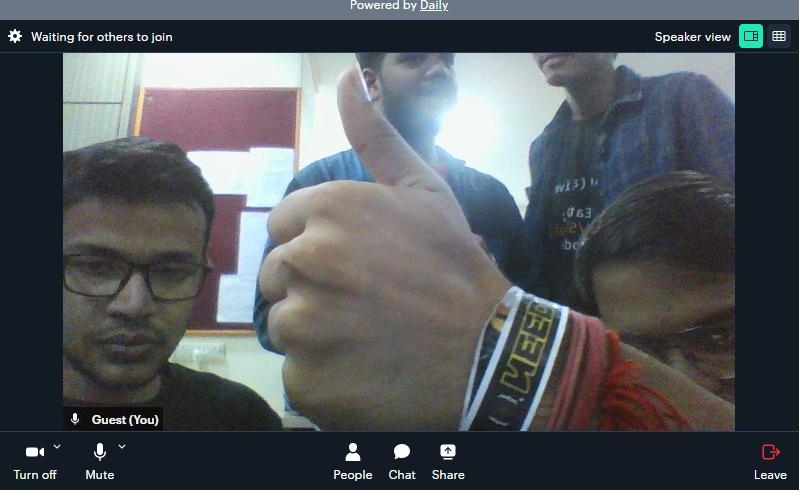 Powered by Daily
Waiting for others to join
Speaker view
Guest (You)
Turn off
Mute
People
Chat
Share
Leave